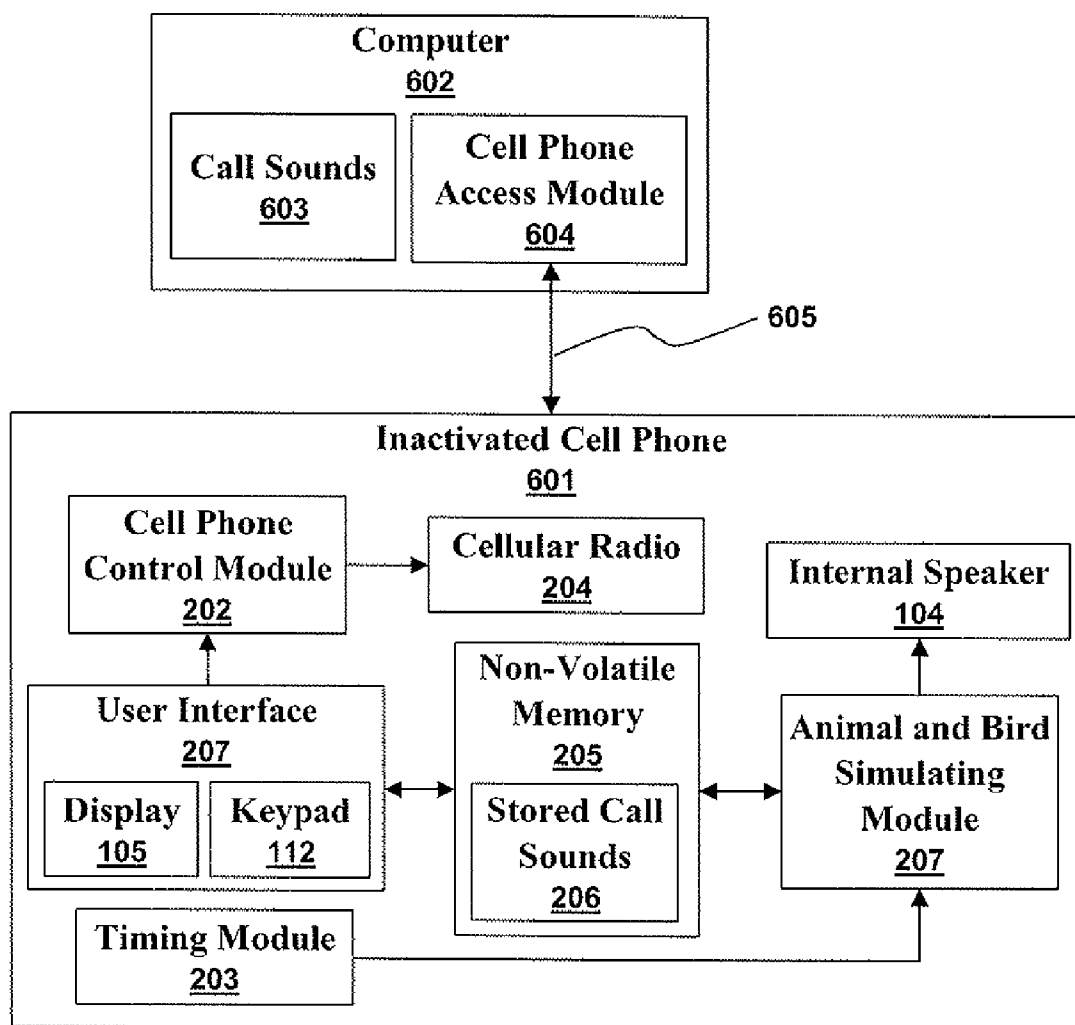 Computer
602
Call Sounds
603
Cell Phone
Access Module
604
605
Inactivated Cell Phone
601
Cell Phone
Control Module
202
Cellular Radio
204
Internal Speaker
104
User Interface
207
Display
105
Keypad
112
Non-Volatile
Memory
205
Stored Call
Sounds
206
Animal and Bird
Simulating
Module
207
Timing Module
203